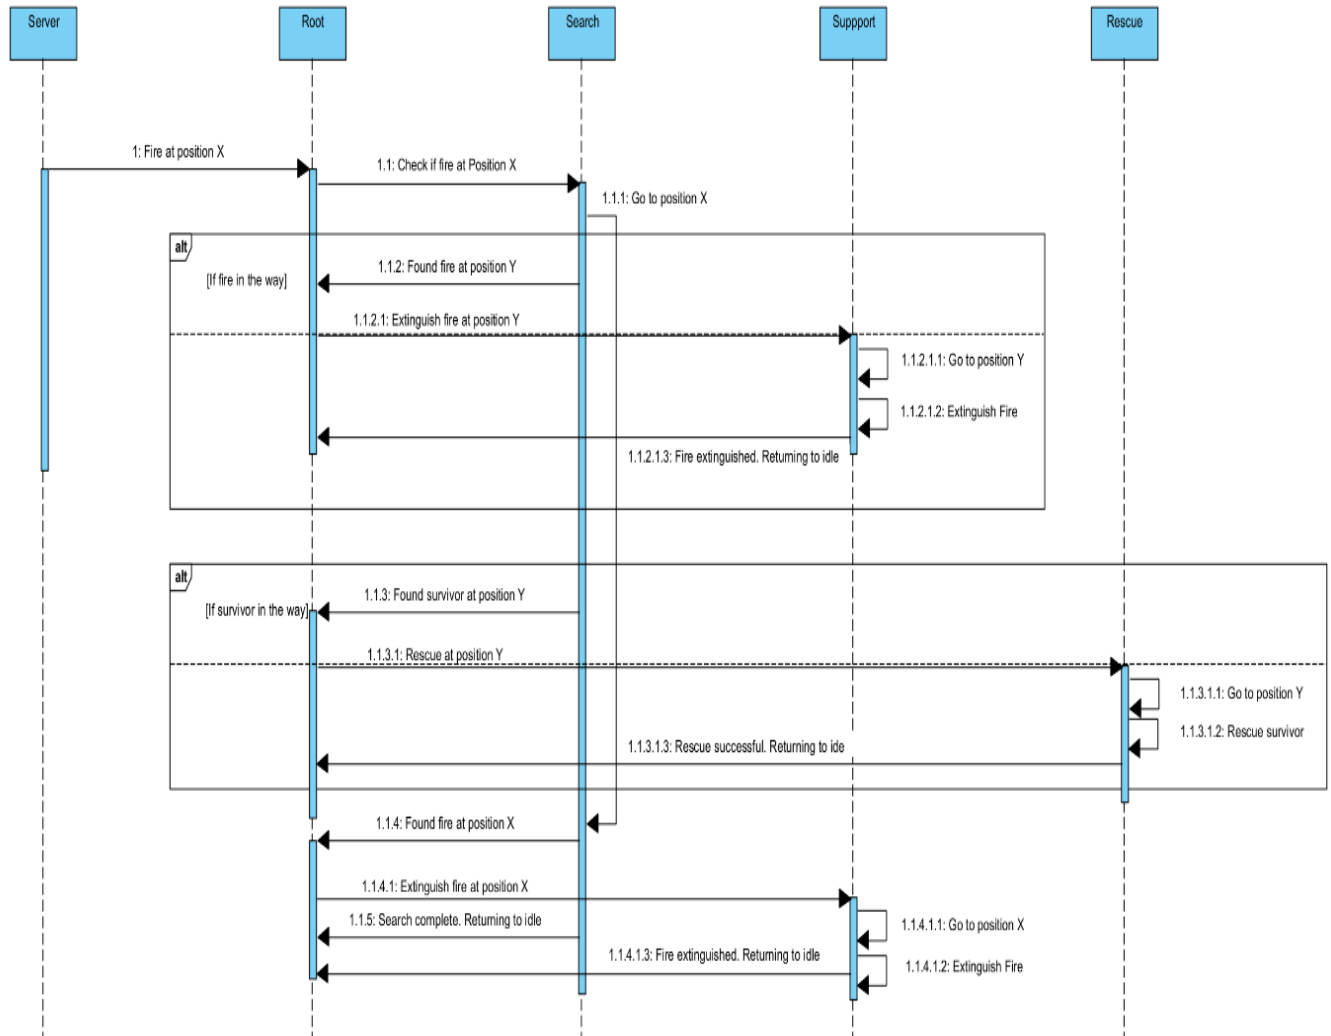 Server
Root
Search
Suppport
Rescue
1: Fire at position X
1.1: Check if fire at Position X
1.1.1: Go to position X
alt
[If fire in the way]
1.1.2: Found fire at position Y
1.1.2.1: Extinguish fire at position Y
1.1.2.1.1: Go to position Y
1.1.2.1.2: Extinguish Fire
1.1.2.1.3: Fire extinguished. Returning to idle
alt
[If survivor in the way]
1.1.3: Found survivor at position Y
1.1.3.1: Rescue at position Y
1.1.3.1.1: Go to position Y
1.1.3.1.2: Rescue survivor
1.1.3.1.3: Rescue successful. Returning to ide
1.1.4: Found fire at position X
1.1.4.1: Extinguish fire at position X
1.1.5: Search complete. Returning to idle
1.1.4.1.1: Go to position X
1.1.4.1.3: Fire extinguished. Returning to idle
1.1.4.1.2: Extinguish Fire